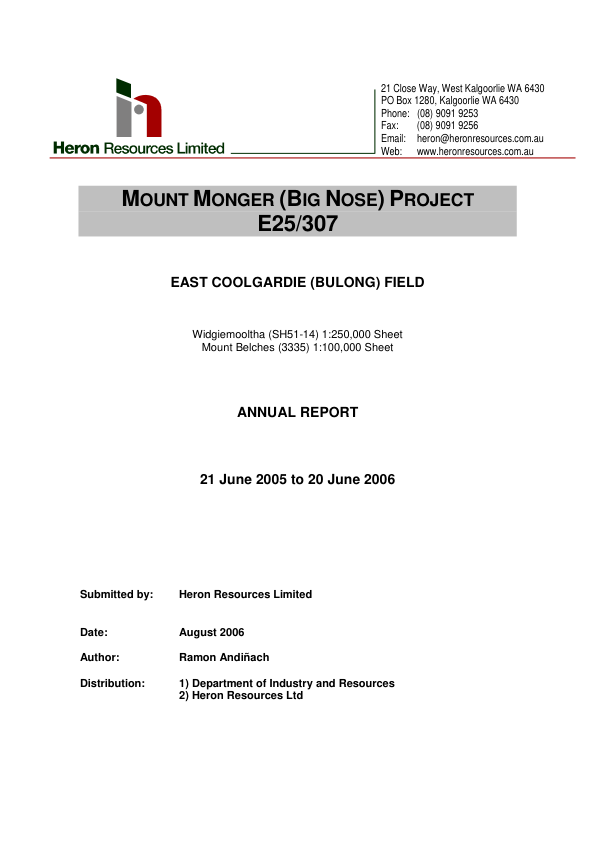 Heron Resources Limited
21 Close Way, West Kalgoorlie WA 6430
PO Box 1280, Kalgoorlie WA 6430
Phone: (08) 9091 9253
Fax: (08) 9091 9256
Email: heron@heronresources.com.au
Web: www.heronresources.com.au
MOUNT MONGER (BIG NOSE) PROJECT
E25/307
EAST COOLGARDIE (BULONG) FIELD
Widgiemooltha (SH51-14) 1:250,000 Sheet
Mount Belches (3335) 1:100,000 Sheet
ANNUAL REPORT
21 June 2005 to 20 June 2006
Submitted by: Heron Resources Limited
Date: August 2006
Author: Ramon Andiñach
Distribution: 1) Department of Industry and Resources
2) Heron Resources Ltd